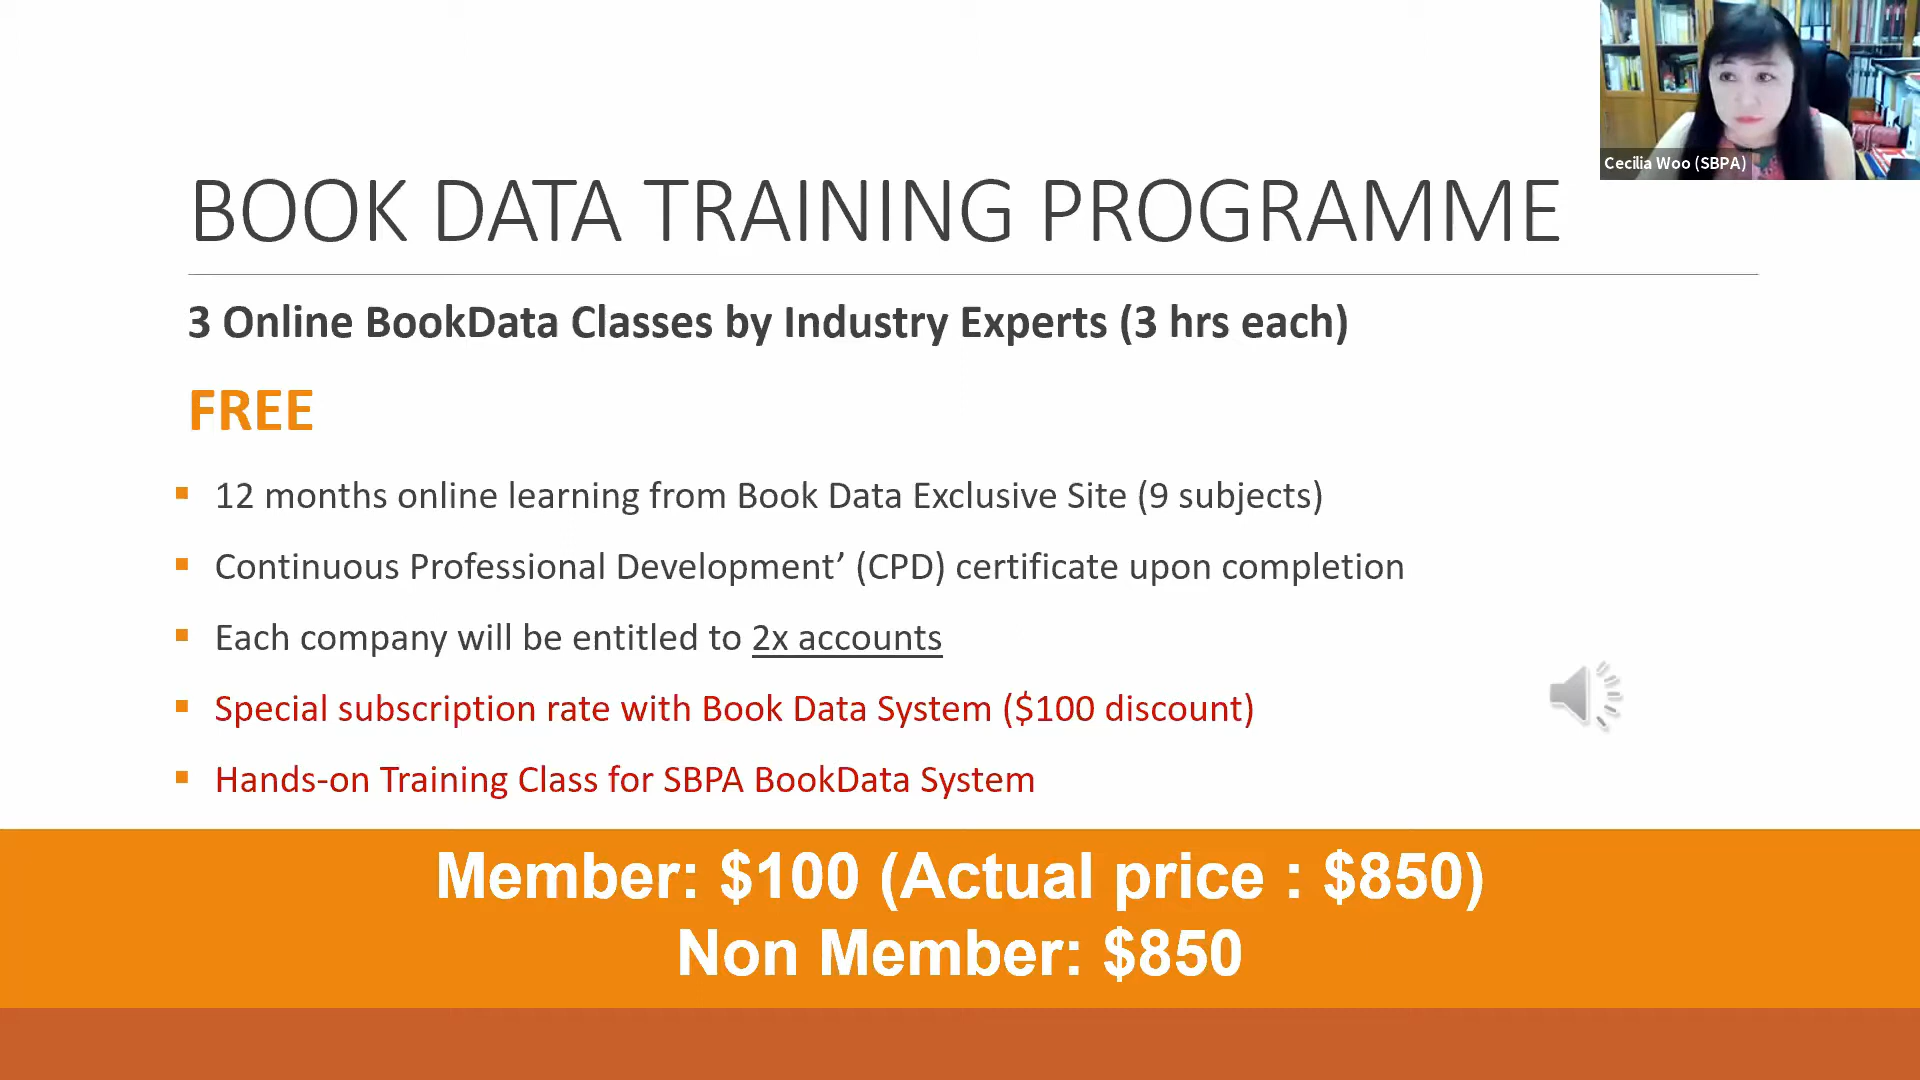 Cecilia Woo (SBPA)
BOOK DATA TRAINING PROGRAMME
3 Online BookData Classes by Industry Experts (3 hrs each)
FREE
12 months online learning from Book Data Exclusive Site (9 subjects)
Continuous Professional Development’ (CPD) certificate upon completion
Each company will be entitled to 2x accounts
Special subscription rate with Book Data System ($100 discount)
Hands-on Training Class for SBPA BookData System
Member: $100 (Actual price : $850)
Non Member: $850